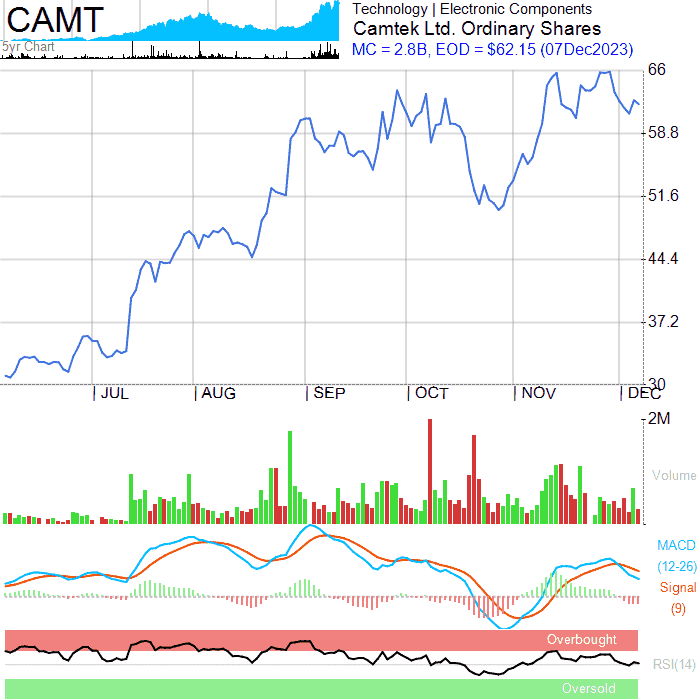 CAMT
5yr Chart
Technology | Electronic Components
Camtek Ltd. Ordinary Shares
MC = 2.8B, EOD = $62.15 (07Dec2023)
66
58.8
51.6
44.4
37.2
30
JUL AUG SEP OCT NOV DEC
2M
Volume
MACD
(12-26)
Signal
(9)
Overbought
RSI(14)
Oversold